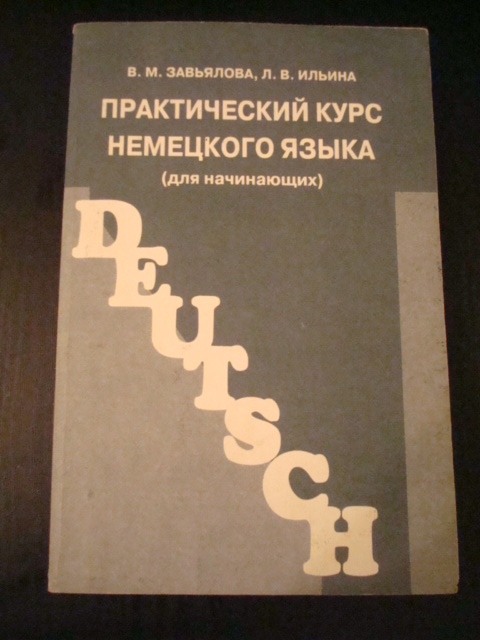 В. М. ЗАВЬЯЛОВА, Л. В. ИЛЬИНА
ПРАКТИЧЕСКИЙ КУРС
НЕМЕЦКОГО ЯЗЫКА
(для начинающих)
DEUTSCH